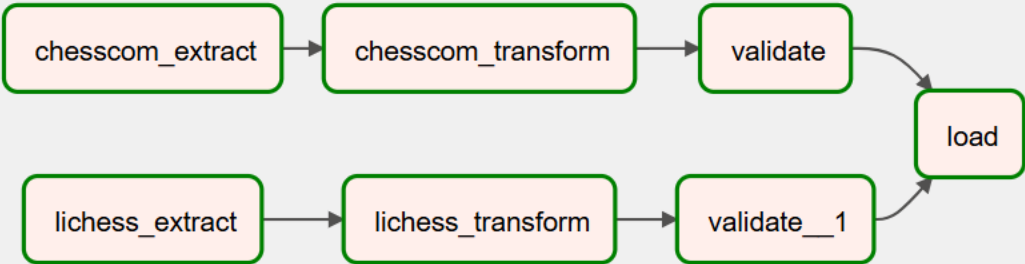 chesscom_extract
chesscom_transform
validate
load
lichess_extract
lichess_transform
validate__1